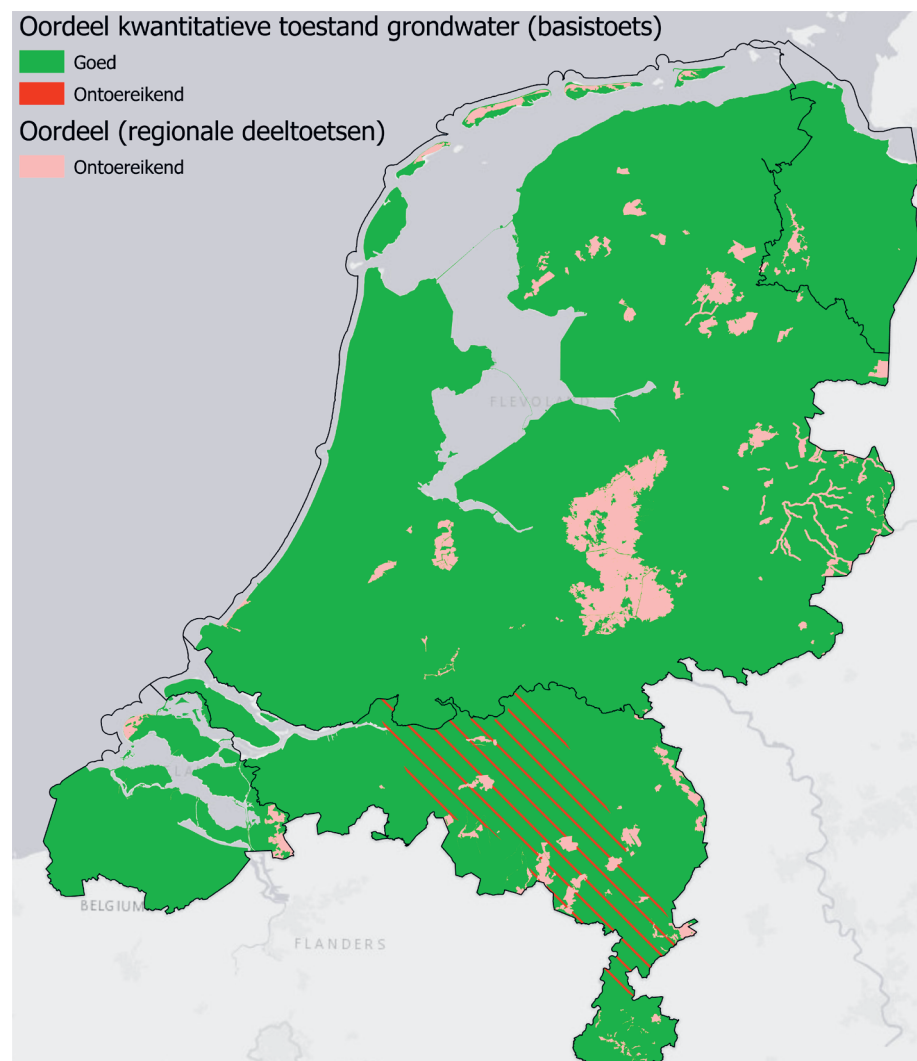 Oordeel kwantitatieve toestand grondwater (basistoets)
Goed
Ontoereikend
Oordeel (regionale deeltoetsen)
Ontoereikend
FLEVOLAND
BELGIUM
FLANDERS